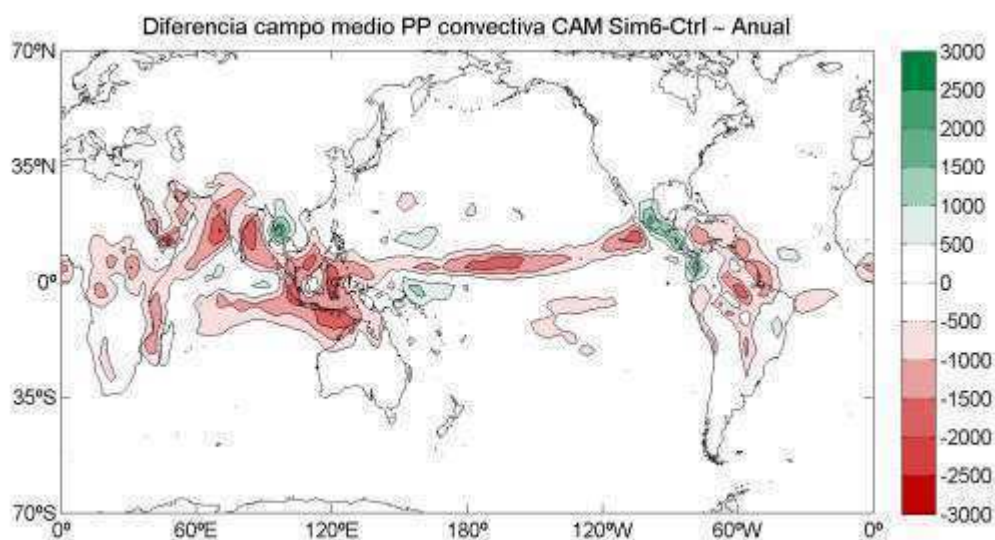 Diferencia campo medio PP convectiva CAM Sim6-Ctrl ~ Anual
70ºN
35ºN
0º
35ºS
70ºS
0º 60ºE 120ºE 180º 120ºW 60ºW 0º
3000
2500
2000
1500
1000
500
0
-500
-1000
-1500
-2000
-2500
-3000